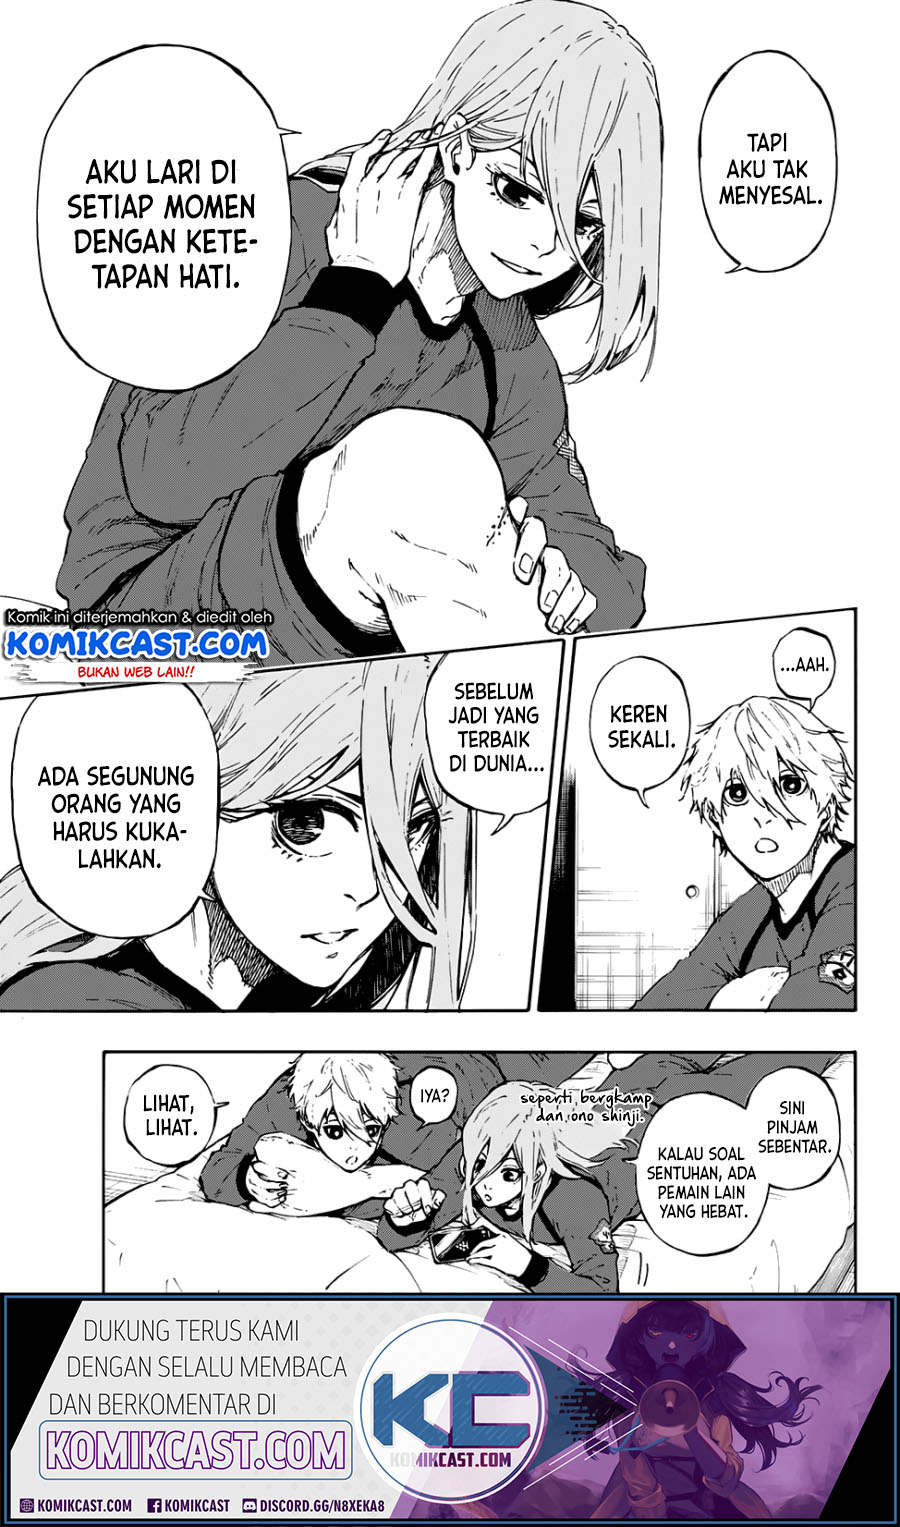 TAPI
AKU TAK
MENYESAL.
AKU LARI DI
SETIAP MOMEN
DENGAN KETE-
TAPAN HATI.
Komik ini diterjemahkan & diedit oleh
KOMIKCAST.COM
BUKAN WEB LAIN!!
...AAH.
KEREN
SEKALI.
SEBELUM
JADI YANG
TERBAIK
DI DUNIA...
ADA SEGUNUNG
ORANG YANG
HARUS KUKA-
LAHKAN.
SINI
PINJAM
SEBENTAR.
KALAU SOAL
SENTUHAN, ADA
PEMAIN LAIN
YANG HEBAT.
seperti bergkamp
dan ono shinji.
IYA?
LIHAT,
LIHAT.
DUKUNG TERUS KAMI
DENGAN SELALU MEMBACA
DAN BERKOMENTAR DI
KOMIKCAST.COM
KC
KOMIKCAST.COM
KOMIKCAST.COM
KOMIKCAST
DISCORD.GG/N8XEKA8